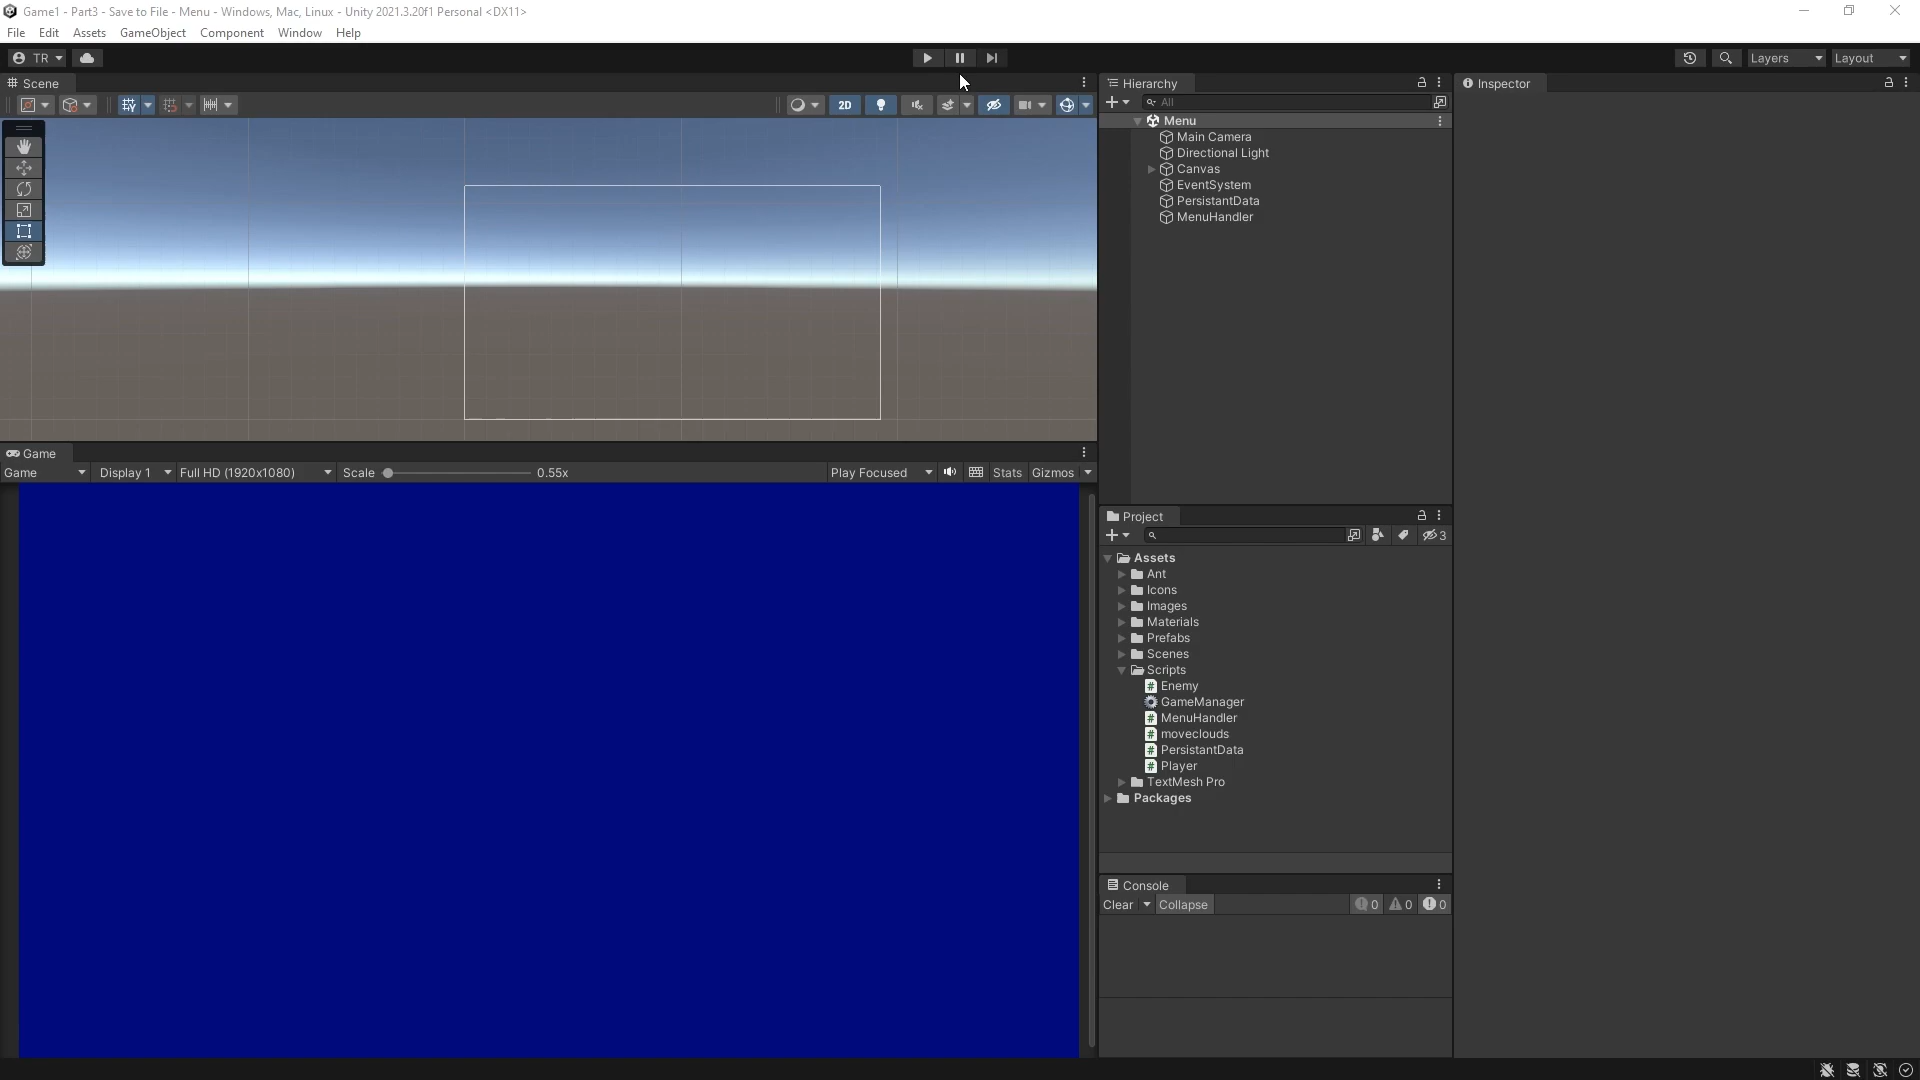 Game1 - Part3 - Save to File - Menu - Windows, Mac, Linux - Unity 2021.3.20f1 Personal <DX11>
File Edit Assets GameObject Component Window Help
TR Layers Layout
Scene
2D
Game
Game Display 1 Full HD (1920x1080) Scale 0.55x Play Focused Stats Gizmos
Hierarchy
All
Menu
Main Camera
Directional Light
Canvas
EventSystem
PersistantData
MenuHandler
Project
3
Assets
Ant
Icons
Images
Materials
Prefabs
Scenes
Scripts
Enemy
GameManager
MenuHandler
moveclouds
PersistantData
Player
TextMesh Pro
Packages
Console
Clear Collapse 0 0 0
Inspector